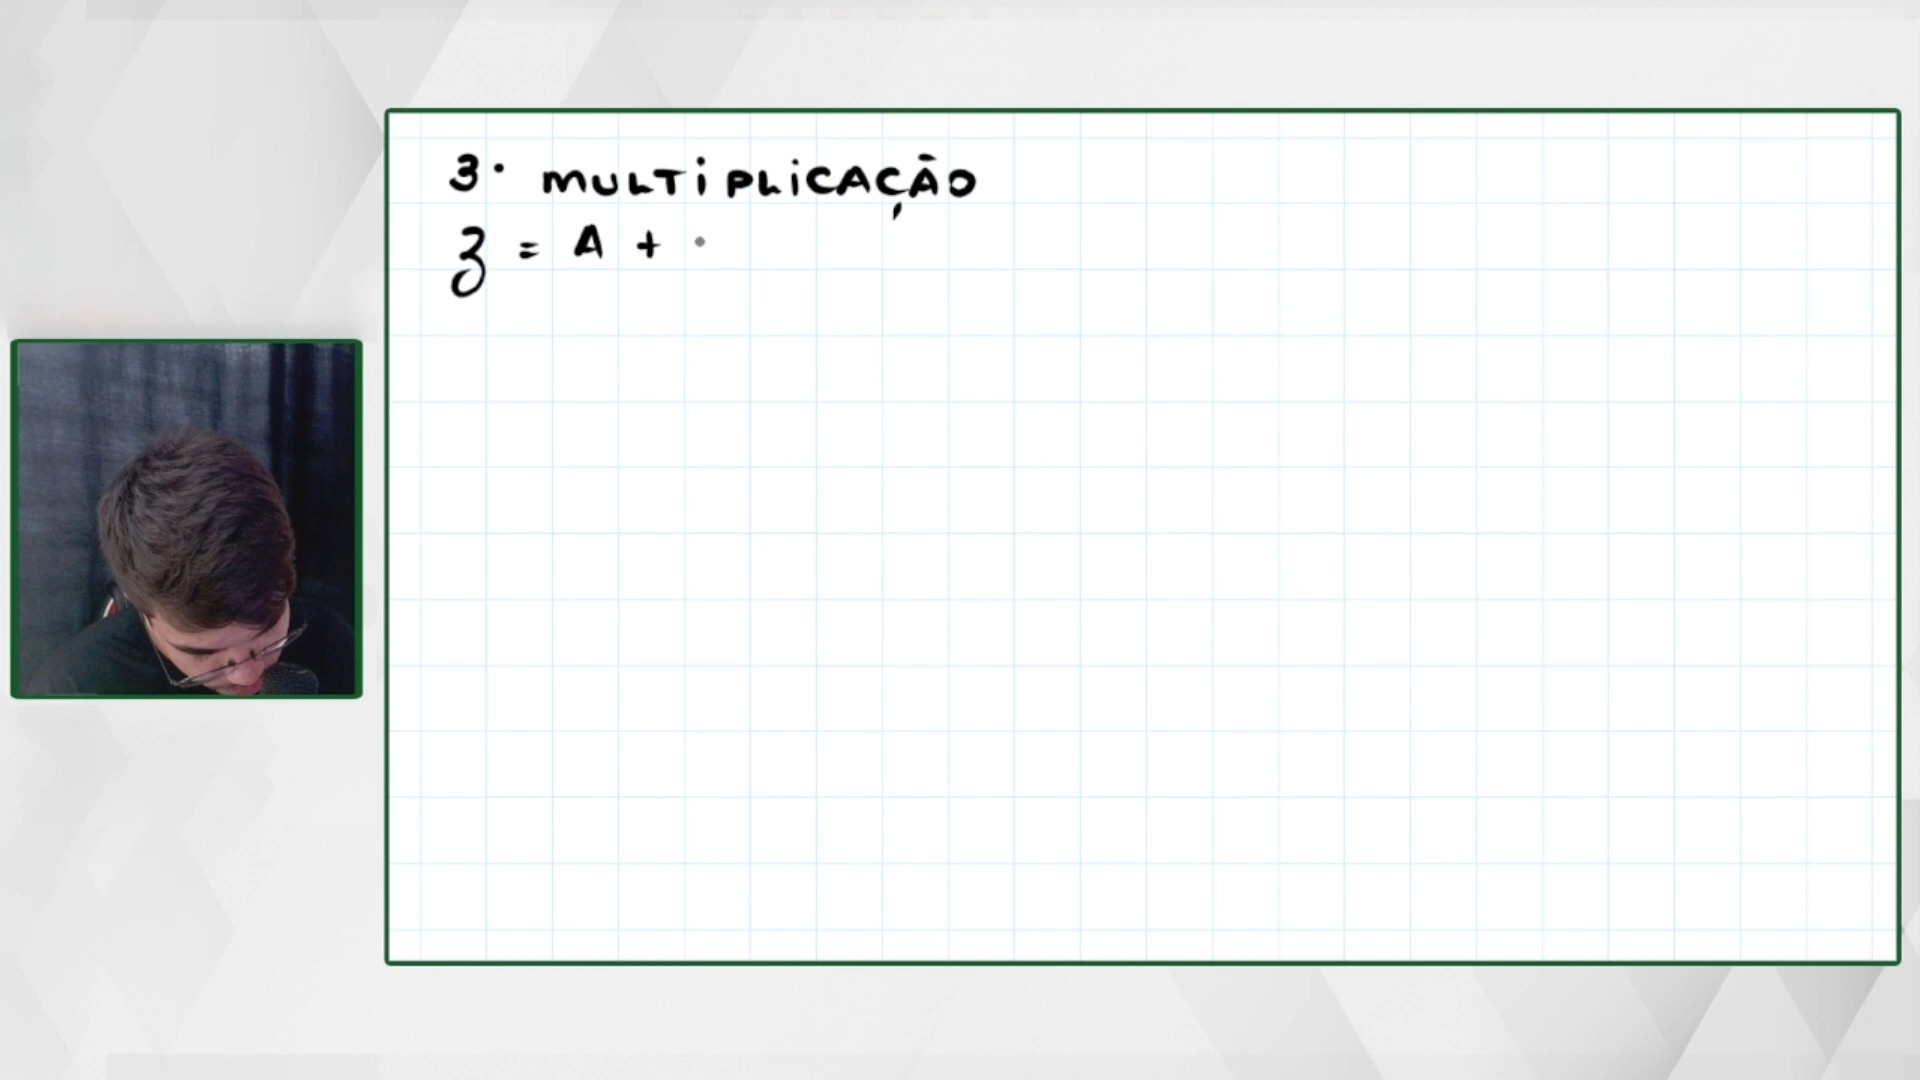 3. MULTIPLICAÇÃO
z = A +